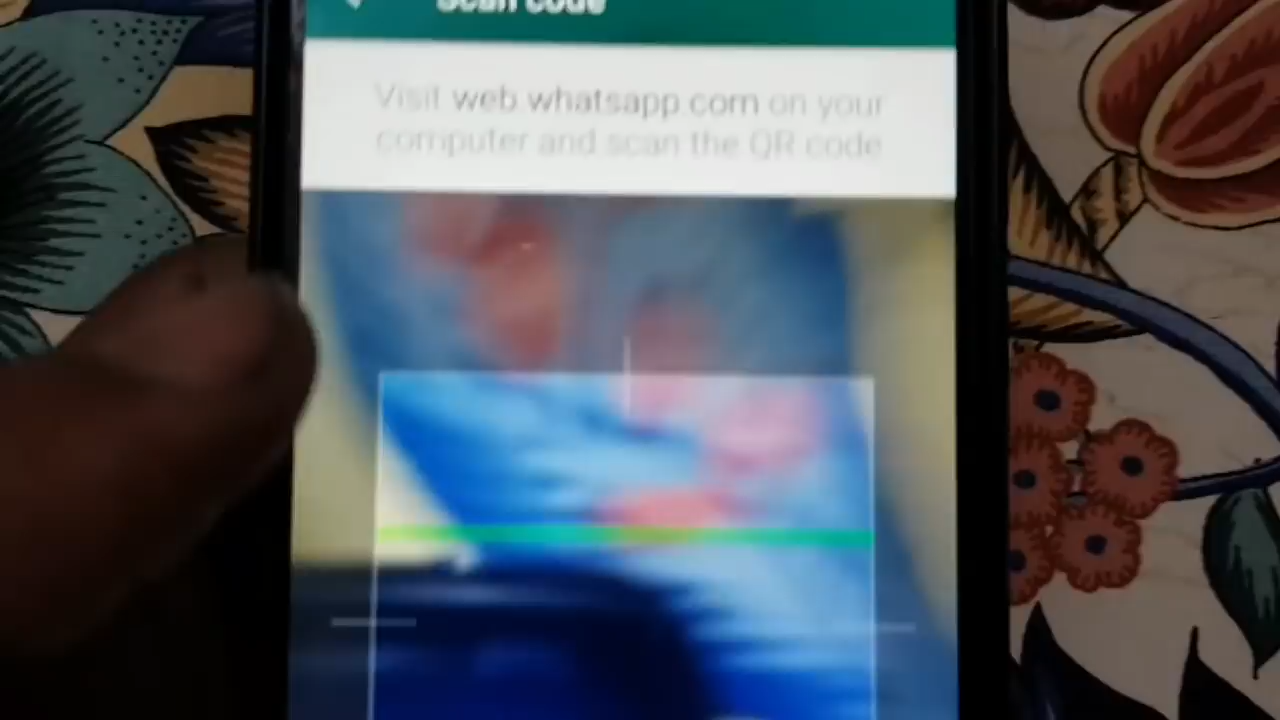 Scan code
Visit web.whatsapp.com on your
computer and scan the QR code